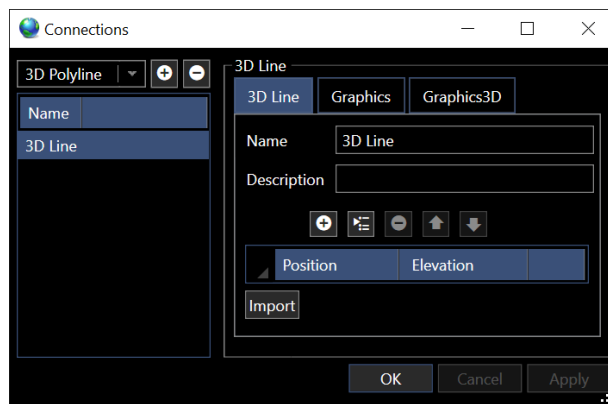 Connections
3D Polyline
Name
3D Line
3D Line
3D Line Graphics Graphics3D
Name 3D Line
Description
Position Elevation
Import
OK Cancel Apply